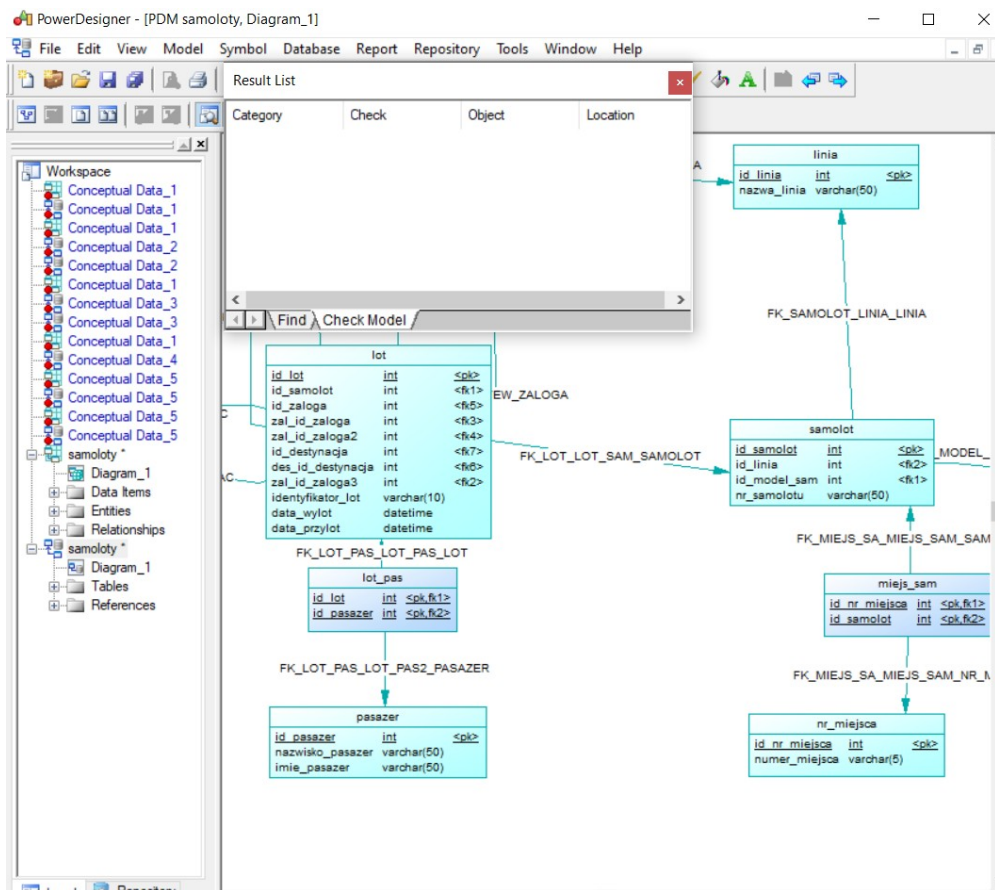 PowerDesigner - [PDM samoloty, Diagram_1]
File Edit View Model Symbol Database Report Repository Tools Window Help
Result List
Category Check Object Location
Find Check Model
Workspace
Conceptual Data_1
Conceptual Data_1
Conceptual Data_1
Conceptual Data_2
Conceptual Data_2
Conceptual Data_1
Conceptual Data_3
Conceptual Data_3
Conceptual Data_1
Conceptual Data_4
Conceptual Data_5
Conceptual Data_5
Conceptual Data_5
Conceptual Data_5
samoloty *
Diagram_1
Data Items
Entities
Relationships
samoloty *
Diagram_1
Tables
References
Repository
linia
id_linia int <pk>
nazwa_linia varchar(50)
FK_SAMOLOT_LINIA_LINIA
lot
id_lot int <pk>
id_samolot int <fk1>
id_zaloga int <fk5>
zal_id_zaloga int <fk3>
zal_id_zaloga2 int <fk4>
id_destynacja int <fk7>
des_id_destynacja int <fk6>
zal_id_zaloga3 int <fk2>
identyfikator_lot varchar(10)
data_wylot datetime
data_przylot datetime
EW_ZALOGA
FK_LOT_LOT_SAM_SAMOLOT
samolot
id_samolot int <pk>
id_linia int <fk2>
id_model_sam int <fk1>
nr_samolotu varchar(50)
_MODEL_
FK_LOT_PAS_LOT_PAS_LOT
lot_pas
id_lot int <pk,fk1>
id_pasazer int <pk,fk2>
FK_LOT_PAS_LOT_PAS2_PASAZER
pasazer
id_pasazer int <pk>
nazwisko_pasazer varchar(50)
imie_pasazer varchar(50)
FK_MIEJS_SA_MIEJS_SAM_SAM
miejs_sam
id_nr_miejsca int <pk,fk1>
id_samolot int <pk,fk2>
FK_MIEJS_SA_MIEJS_SAM_NR_M
nr_miejsca
id_nr_miejsca int <pk>
numer_miejsca varchar(5)